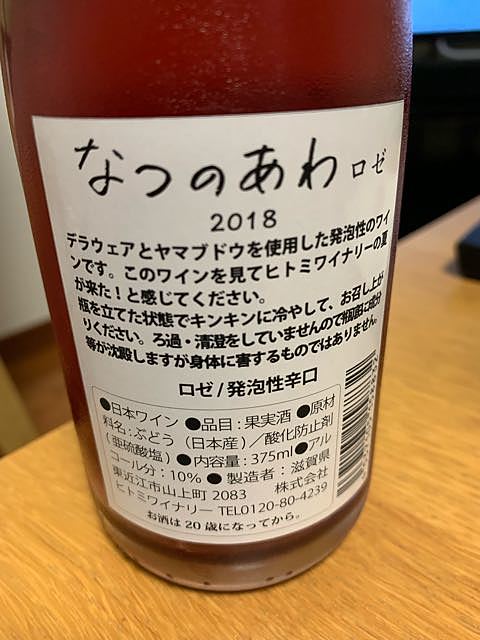 なつのあわ ロゼ
2018
デラウェアとヤマブドウを使用した発泡性のワイ
ンです。このワインを見てヒトミワイナリーの夏
が来た!と感じてください。
瓶を立てた状態でキンキンに冷やして、お召し上が
りください。ろ過・清澄をしていませんので瓶底に成分
等が沈殿しますが身体に害するものではありません。
ロゼ/発泡性辛口
●日本ワイン ●品目:果実酒 ●原材
料名:ぶどう(日本産)/酸化防止剤
(亜硫酸塩) ●内容量:375ml ●アル
コール分:10% ● 製造者:滋賀県
東近江市山上町 2083 株式会社
ヒトミワイナリー TEL0120-80-4239
お酒は20歳になってから。